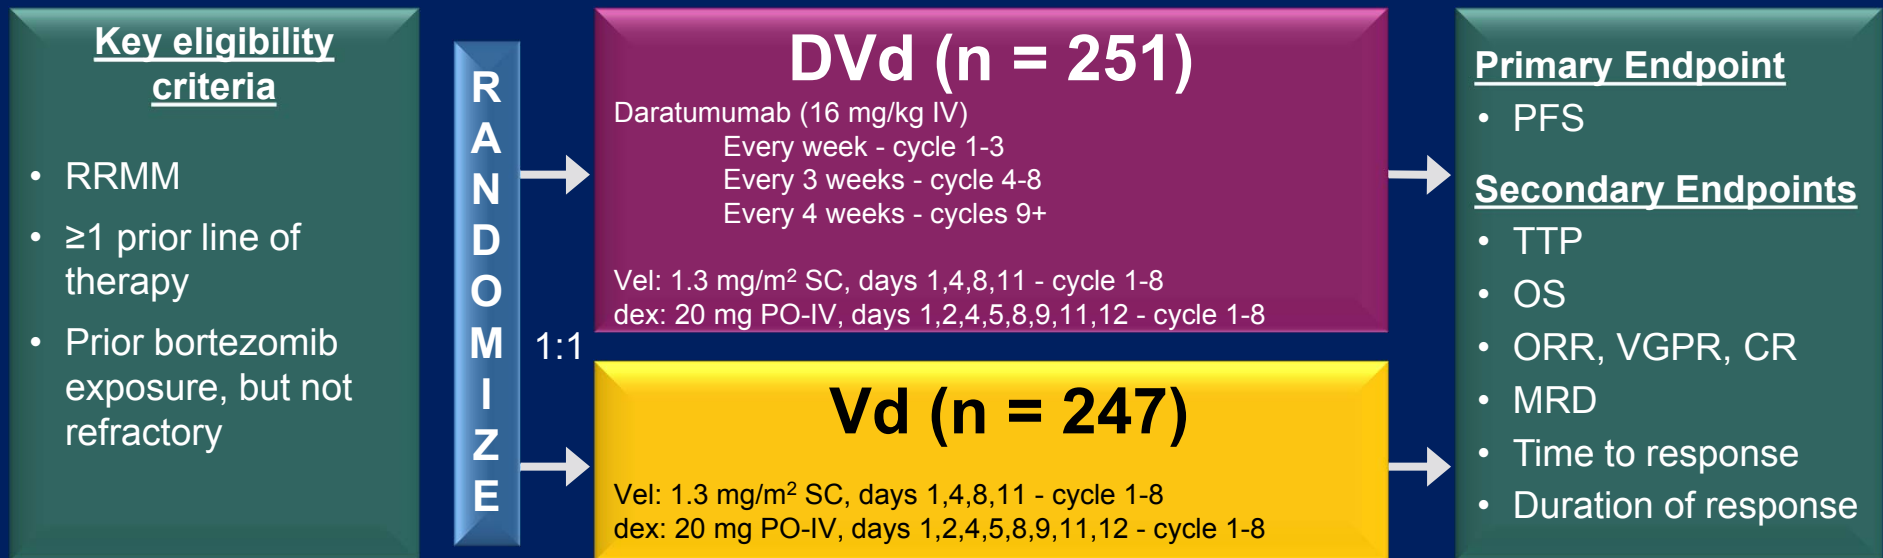 Key eligibility
criteria
• RRMM
• ≥1 prior line of
therapy
• Prior bortezomib
exposure, but not
refractory
R
A
N
D
O
M
I
Z
E
1:1
DVd (n = 251)
Daratumumab (16 mg/kg IV)
Every week - cycle 1-3
Every 3 weeks - cycle 4-8
Every 4 weeks - cycles 9+
Vel: 1.3 mg/m² SC, days 1,4,8,11 - cycle 1-8
dex: 20 mg PO-IV, days 1,2,4,5,8,9,11,12 - cycle 1-8
Vd (n = 247)
Vel: 1.3 mg/m² SC, days 1,4,8,11 - cycle 1-8
dex: 20 mg PO-IV, days 1,2,4,5,8,9,11,12 - cycle 1-8
Primary Endpoint
• PFS
Secondary Endpoints
• TTP
• OS
• ORR, VGPR, CR
• MRD
• Time to response
• Duration of response